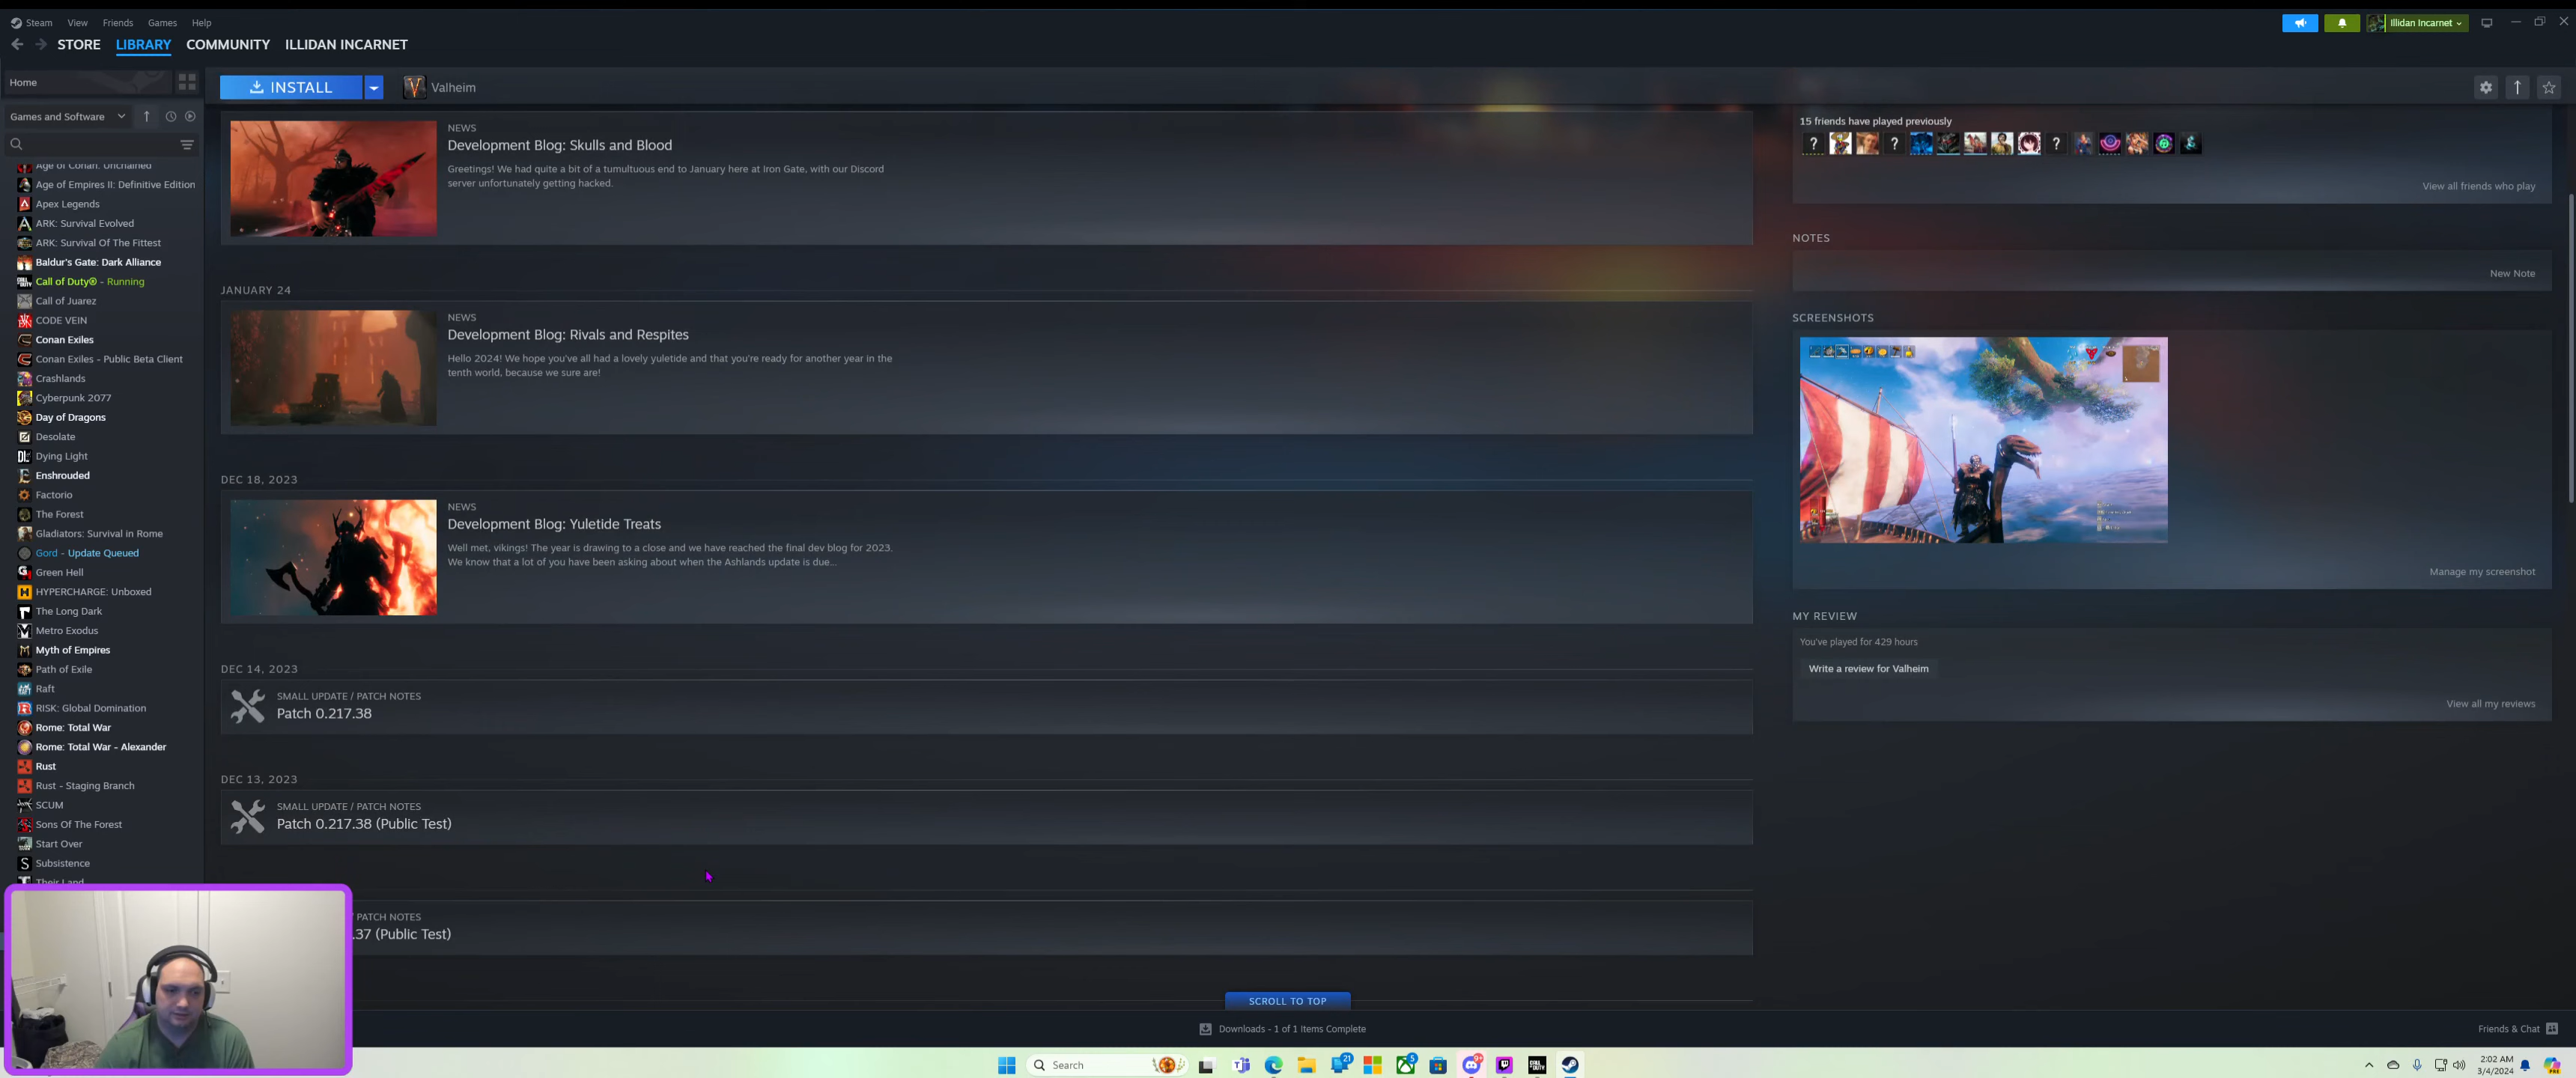 Steam View Friends Games Help
Illidan Incarnet
STORE LIBRARY COMMUNITY ILLIDAN INCARNET
Home
INSTALL
Valheim
Games and Software
Age of Conan: Unchained
Age of Empires II: Definitive Edition
Apex Legends
ARK: Survival Evolved
ARK: Survival Of The Fittest
Baldur's Gate: Dark Alliance
Call of Duty® - Running
Call of Juarez
CODE VEIN
Conan Exiles
Conan Exiles - Public Beta Client
Crashlands
Cyberpunk 2077
Day of Dragons
Desolate
Dying Light
Enshrouded
Factorio
The Forest
Gladiators: Survival in Rome
Gord - Update Queued
Green Hell
HYPERCHARGE: Unboxed
The Long Dark
Metro Exodus
Myth of Empires
Path of Exile
Raft
RISK: Global Domination
Rome: Total War
Rome: Total War - Alexander
Rust
Rust - Staging Branch
SCUM
Sons Of The Forest
Start Over
Subsistence
Their Land
NEWS
Development Blog: Skulls and Blood
Greetings! We had quite a bit of a tumultuous end to January here at Iron Gate, with our Discord
server unfortunately getting hacked.
JANUARY 24
NEWS
Development Blog: Rivals and Respites
Hello 2024! We hope you've all had a lovely yuletide and that you're ready for another year in the
tenth world, because we sure are!
DEC 18, 2023
NEWS
Development Blog: Yuletide Treats
Well met, vikings! The year is drawing to a close and we have reached the final dev blog for 2023.
We know that a lot of you have been asking about when the Ashlands update is due...
DEC 14, 2023
SMALL UPDATE / PATCH NOTES
Patch 0.217.38
DEC 13, 2023
SMALL UPDATE / PATCH NOTES
Patch 0.217.38 (Public Test)
/ PATCH NOTES
.37 (Public Test)
15 friends have played previously
View all friends who play
NOTES
New Note
SCREENSHOTS
Manage my screenshot
MY REVIEW
You've played for 429 hours
Write a review for Valheim
View all my reviews
SCROLL TO TOP
Downloads - 1 of 1 Items Complete
Friends & Chat
Search
21
5
9+
2:02 AM
3/4/2024